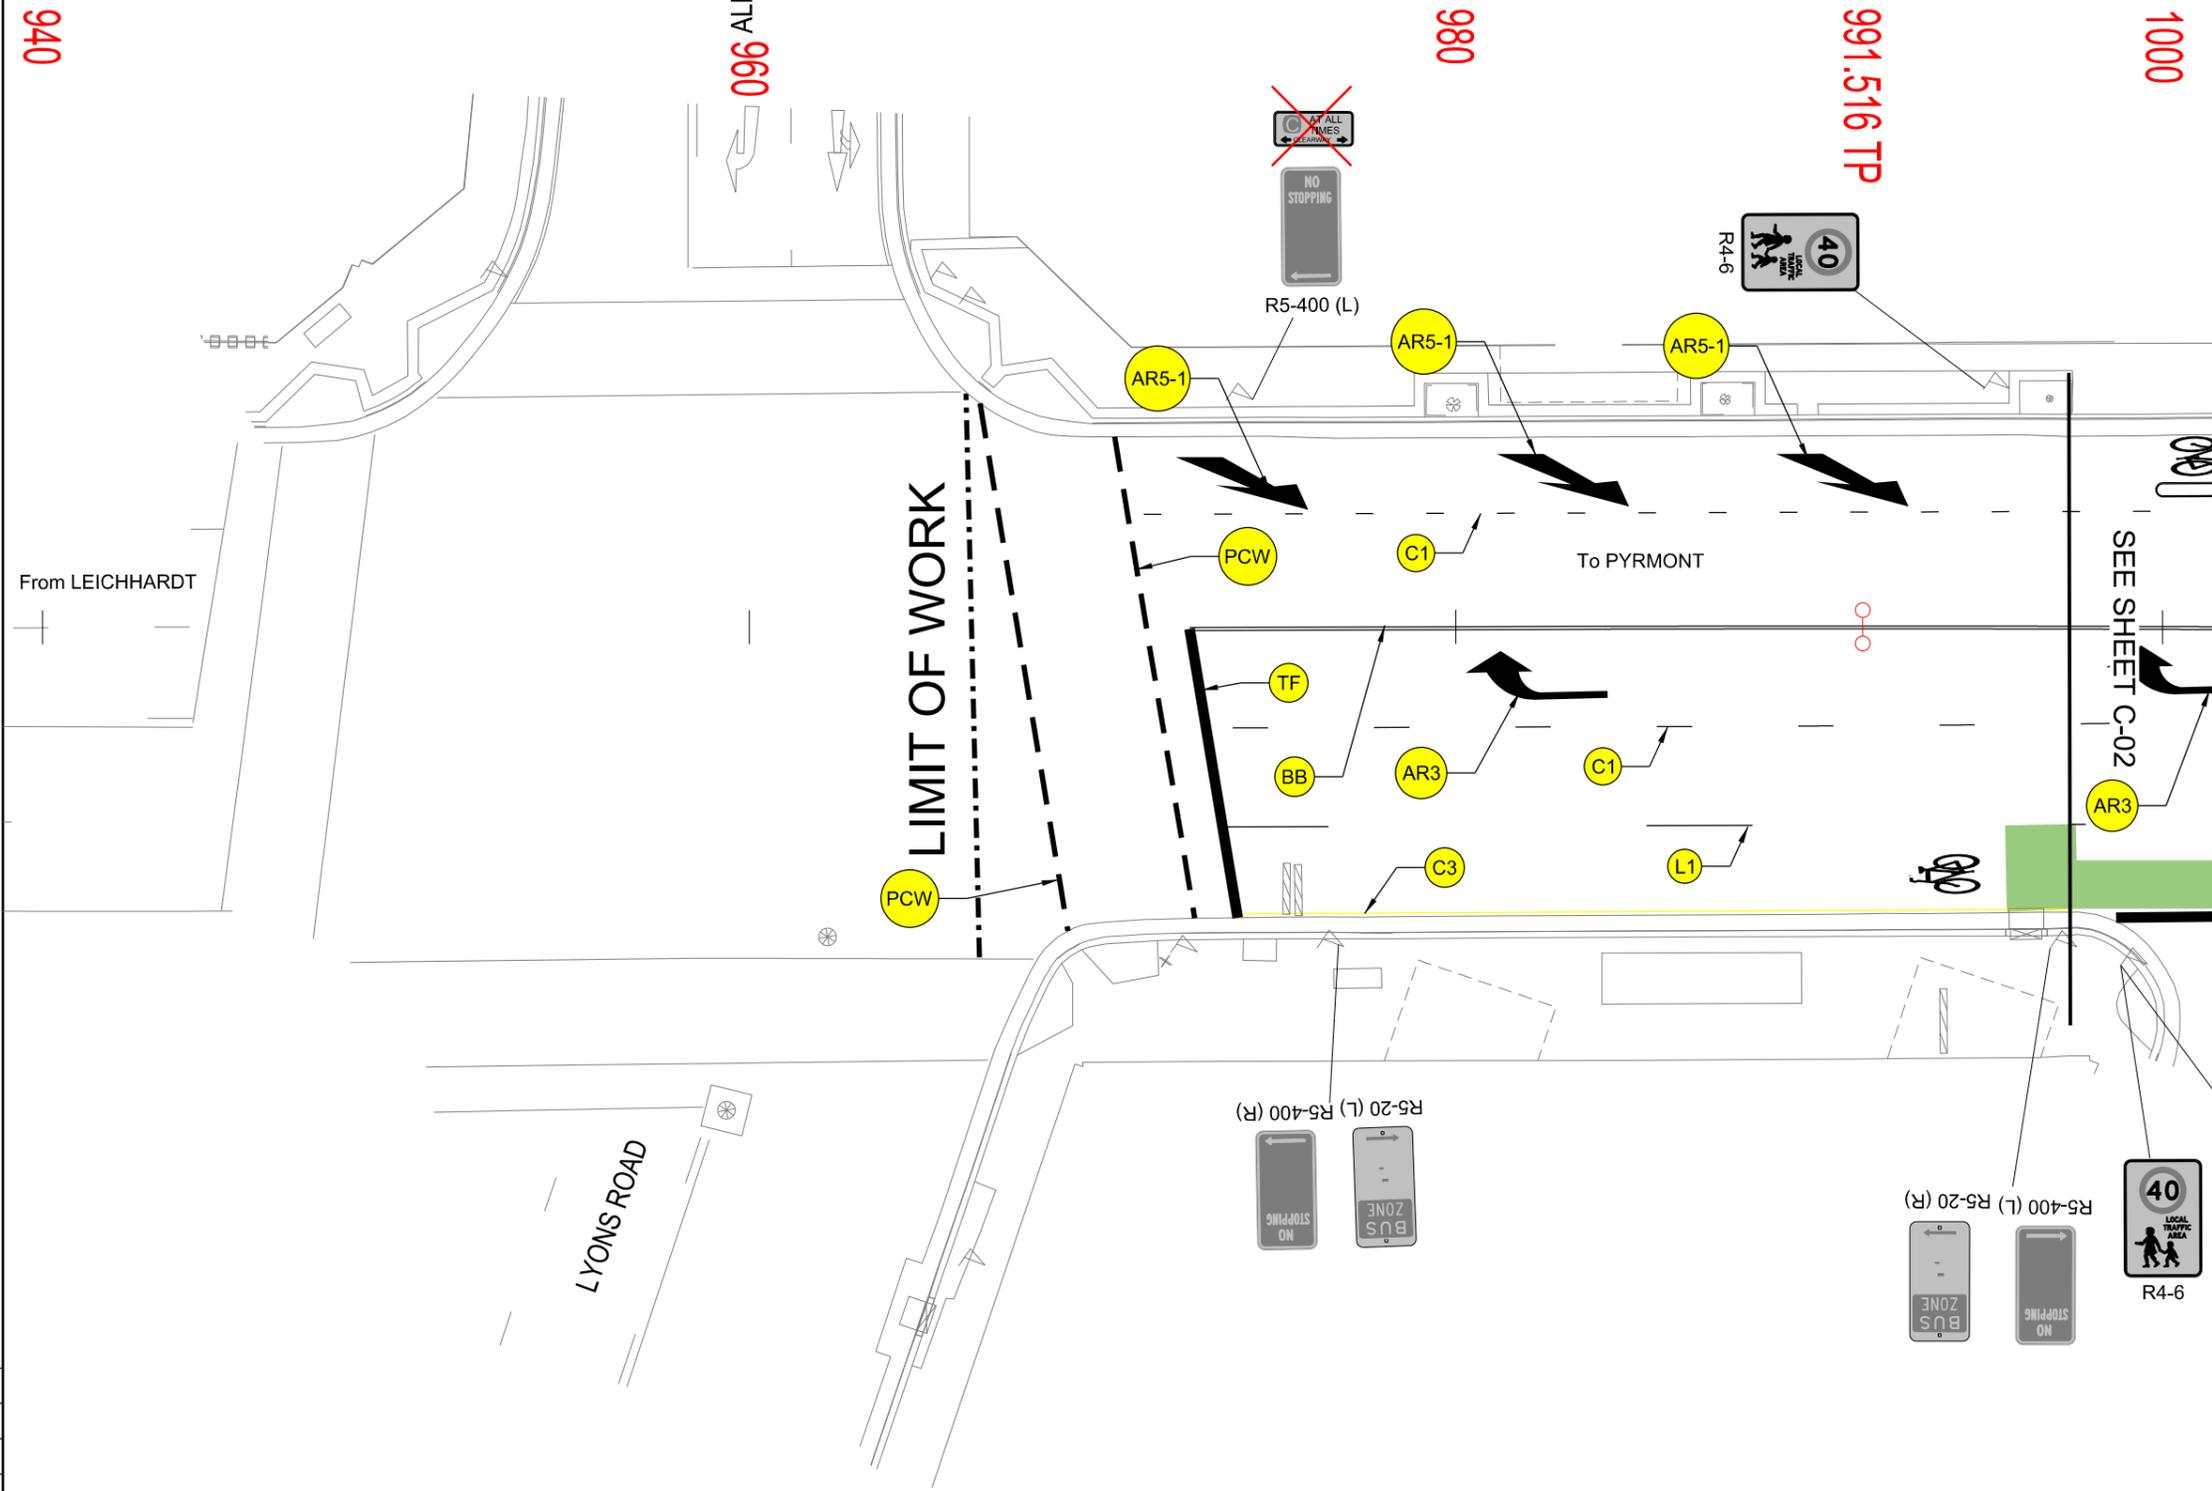 940
ALT 960
980
991.516 TP
1000
C AT ALL
TIMES
CLEARWAY
NO
STOPPING
R5-400 (L)
40
LOCAL
TRAFFIC
AREA
R4-6
AR5-1
AR5-1
AR5-1
PCW
C1
To PYRMONT
From LEICHHARDT
LIMIT OF WORK
SEE SHEET C-02
TF
BB
AR3
C1
AR3
PCW
C3
L1
R5-400 (R)
R5-20 (L)
NO
STOPPING
BUS
ZONE
LYONS ROAD
R5-20 (R)
R5-400 (L)
BUS
ZONE
NO
STOPPING
40
LOCAL
TRAFFIC
AREA
R4-6